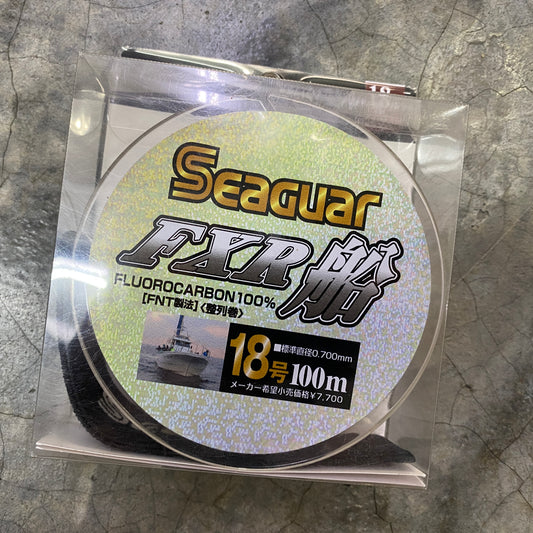 18
SEAGUAR
FXR船
FLUOROCARBON100%
[FNT製法]〈整列巻〉
18号
■標準直径0.700mm
100m
メーカー希望小売価格¥7,700